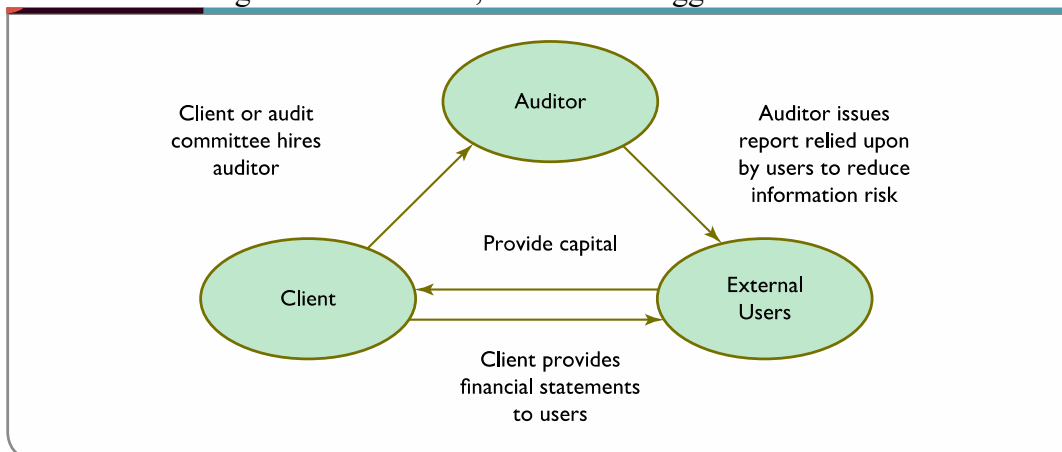 Auditor
Client or audit
committee hires
auditor
Auditor issues
report relied upon
by users to reduce
information risk
Provide capital
Client
External
Users
Client provides
financial statements
to users